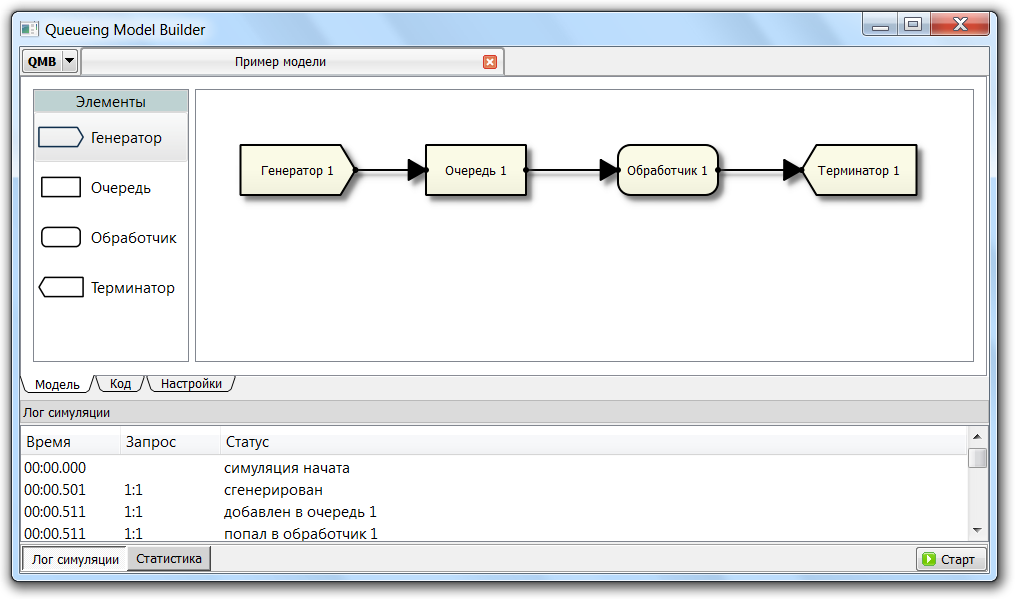 Queueing Model Builder
QMB Пример модели
Элементы
Генератор
Очередь
Обработчик
Терминатор
Генератор 1 Очередь 1 Обработчик 1 Терминатор 1
Модель Код Настройки
Лог симуляции
Время Запрос Статус
00:00.000 симуляция начата
00:00.501 1:1 сгенерирован
00:00.511 1:1 добавлен в очередь 1
00:00.511 1:1 попал в обработчик 1
Лог симуляции Статистика Старт